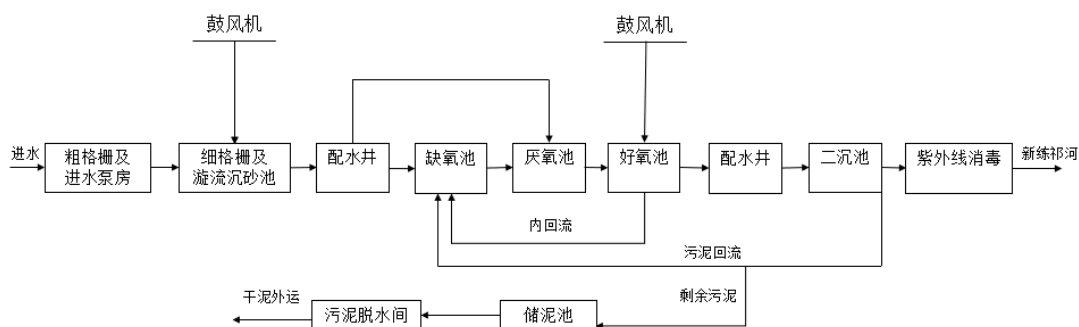 鼓风机
鼓风机
进水
粗格栅及
进水泵房
细格栅及
漩流沉砂池
配水井
缺氧池
厌氧池
好氧池
配水井
二沉池
紫外线消毒
新练祁河
内回流
污泥回流
剩余污泥
干泥外运
污泥脱水间
储泥池